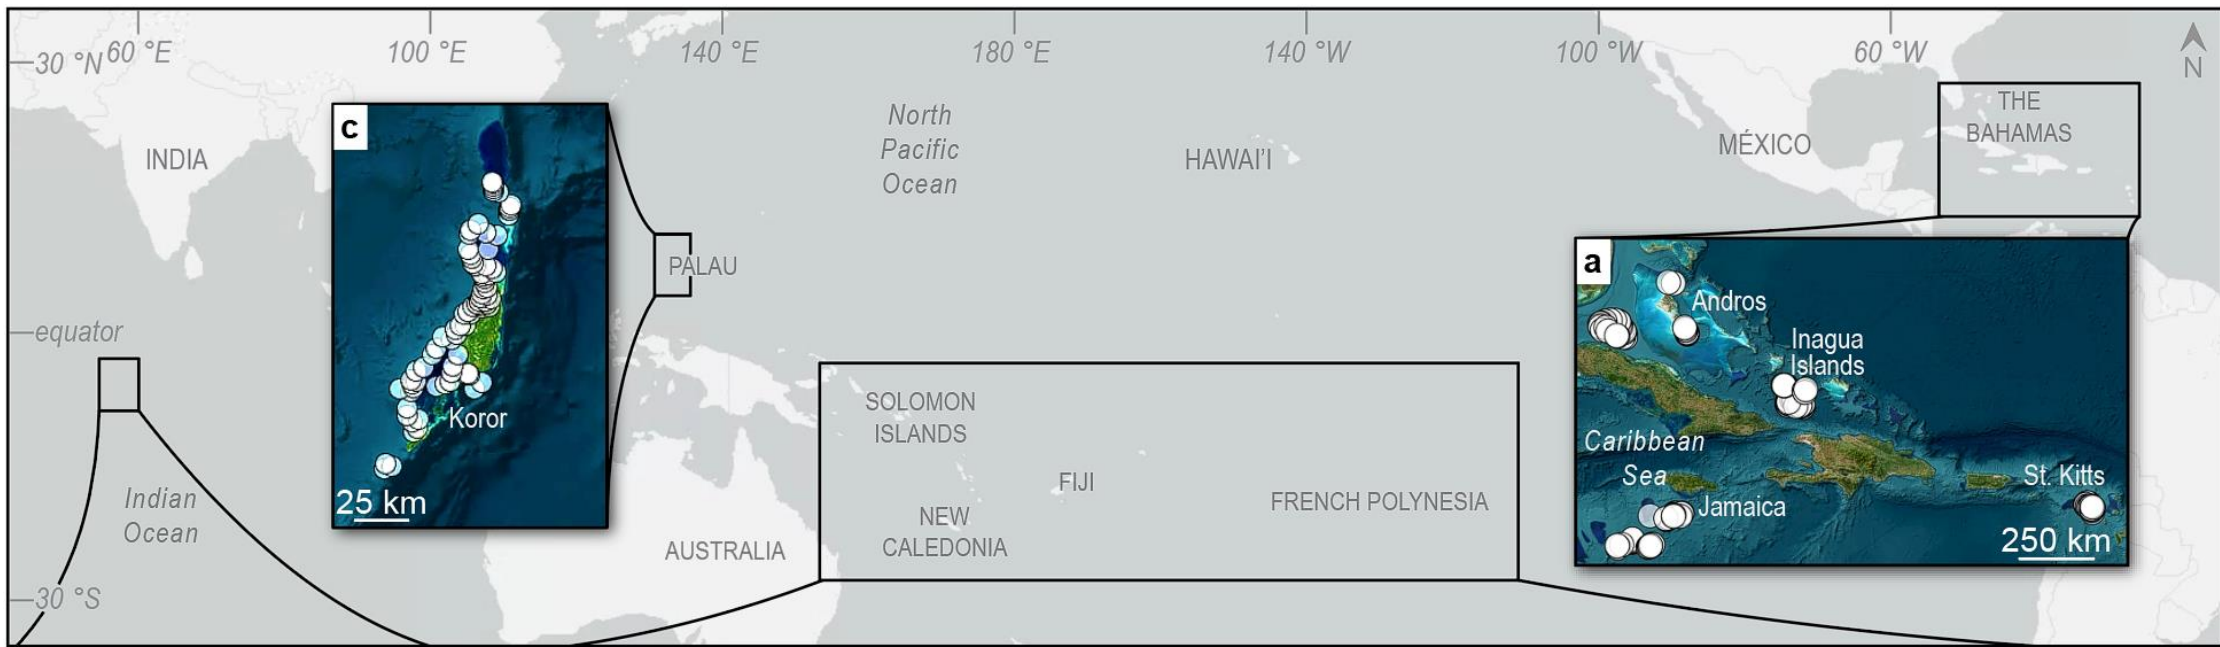 60 °E
100 °E
140 °E
180 °E
140 °W
100 °W
60 °W
30 °N
N
c
North
Pacific
Ocean
INDIA
HAWAI'I
MÉXICO
THE
BAHAMAS
PALAU
a
Andros
Inagua
Islands
equator
Koror
SOLOMON
ISLANDS
Caribbean
Sea
St. Kitts
Jamaica
25 km
Indian
Ocean
FIJI
FRENCH POLYNESIA
NEW
CALEDONIA
AUSTRALIA
250 km
30 °S